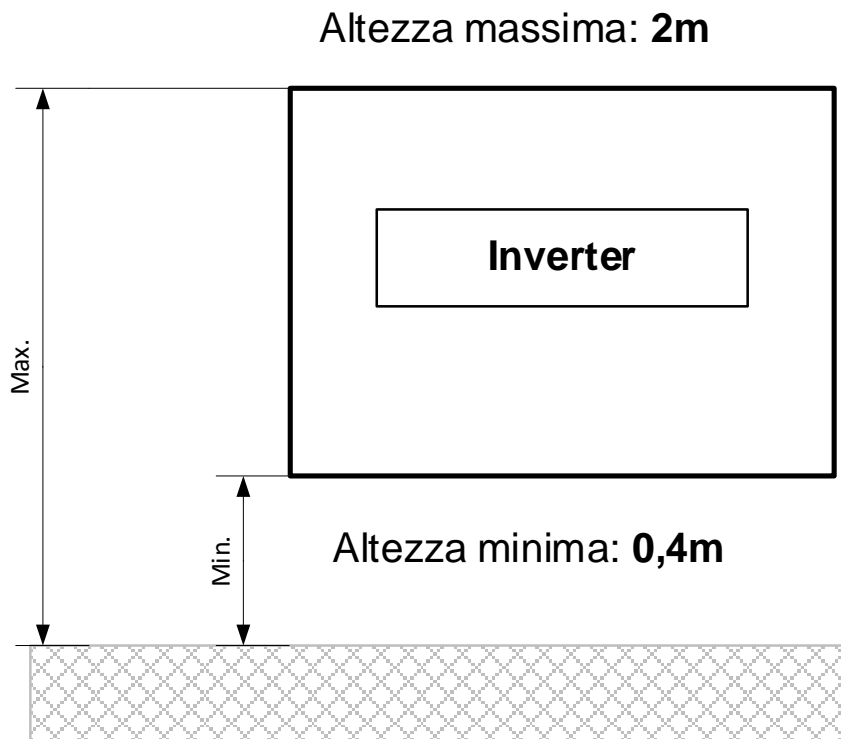 Altezza massima: 2m
Inverter
Max.
Min.
Altezza minima: 0,4m